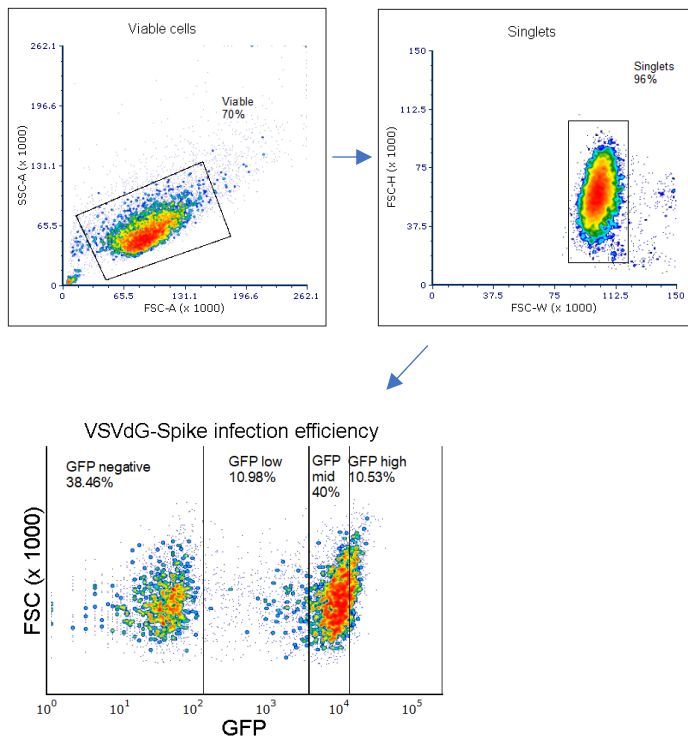 Viable cells
262.1
196.6
131.1
65.5
0
SSC-A (x 1000)
Viable
70%
0 65.5 131.1 196.6 262.1
FSC-A (x 1000)
Singlets
150
112.5
75
37.5
0
FSC-H (x 1000)
Singlets
96%
0 37.5 75 112.5 150
FSC-W (x 1000)
VSVdG-Spike infection efficiency
GFP negative
38.46%
GFP low
10.98%
GFP
mid
40%
GFP high
10.53%
FSC (x 1000)
10⁰ 10¹ 10² 10³ 10⁴ 10⁵
GFP